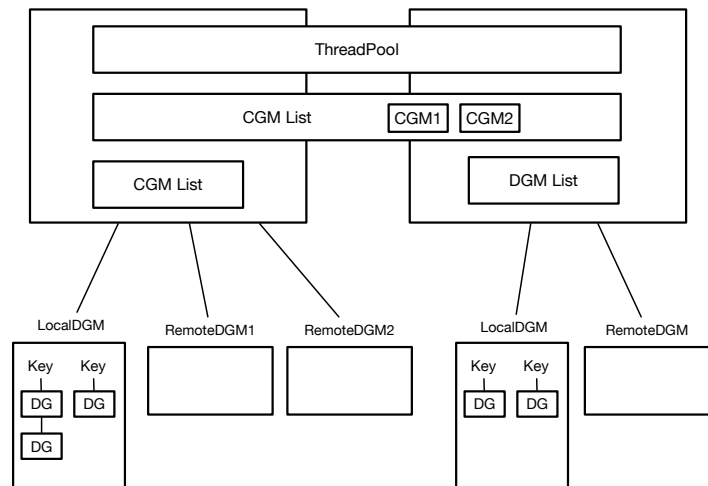 ThreadPool
CGM List CGM1 CGM2
CGM List DGM List
LocalDGM RemoteDGM1 RemoteDGM2 LocalDGM RemoteDGM
Key Key Key Key
DG DG DG DG
DG